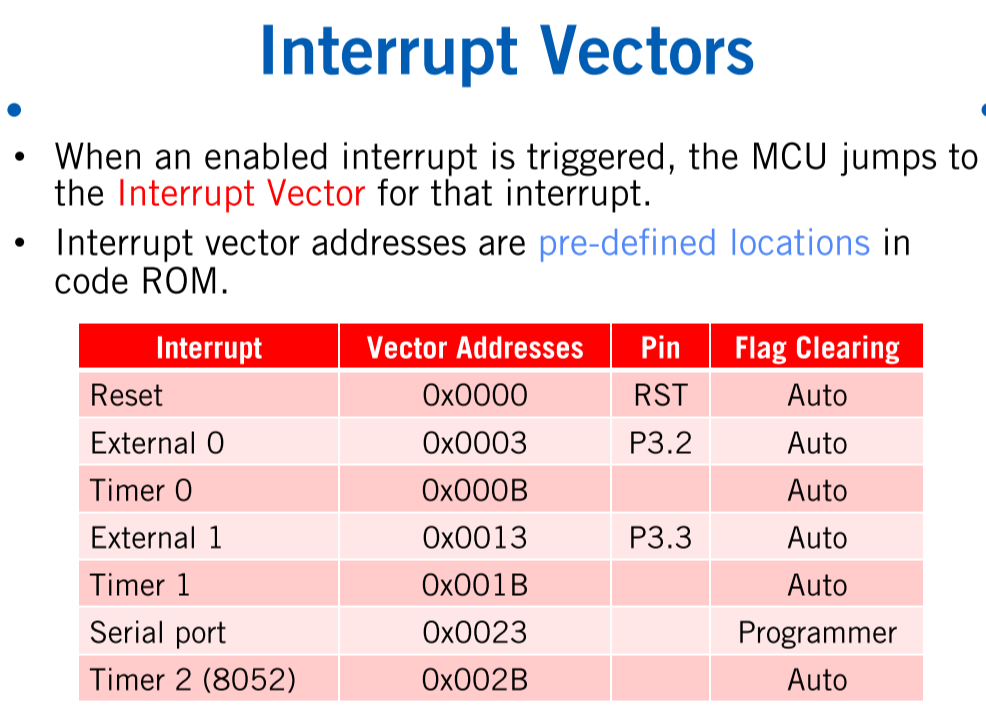 Interrupt Vectors
• When an enabled interrupt is triggered, the MCU jumps to
the Interrupt Vector for that interrupt.
• Interrupt vector addresses are pre-defined locations in
code ROM.
Interrupt Vector Addresses Pin Flag Clearing
Reset 0x0000 RST Auto
External 0 0x0003 P3.2 Auto
Timer 0 0x000B Auto
External 1 0x0013 P3.3 Auto
Timer 1 0x001B Auto
Serial port 0x0023 Programmer
Timer 2 (8052) 0x002B Auto